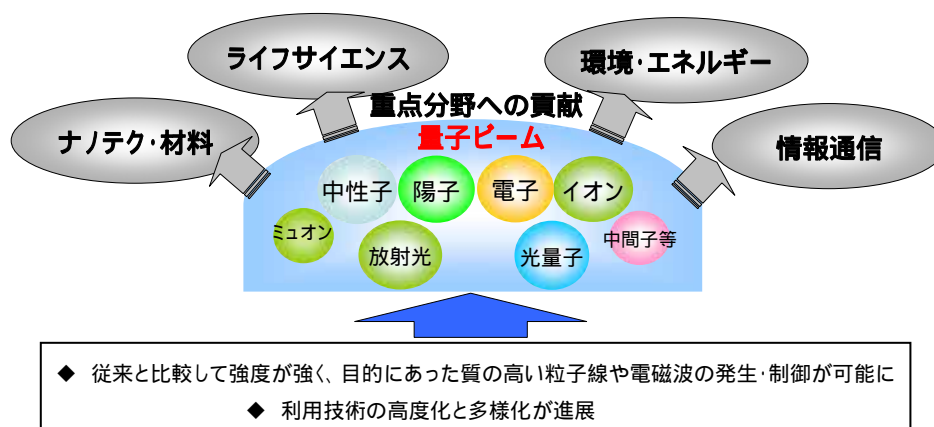 ライフサイエンス
環境・エネルギー
重点分野への貢献
量子ビーム
ナノテク・材料
情報通信
中性子
陽子
電子
イオン
ミュオン
放射光
光量子
中間子等
◆ 従来と比較して強度が強く、目的にあった質の高い粒子線や電磁波の発生・制御が可能に
◆ 利用技術の高度化と多様化が進展